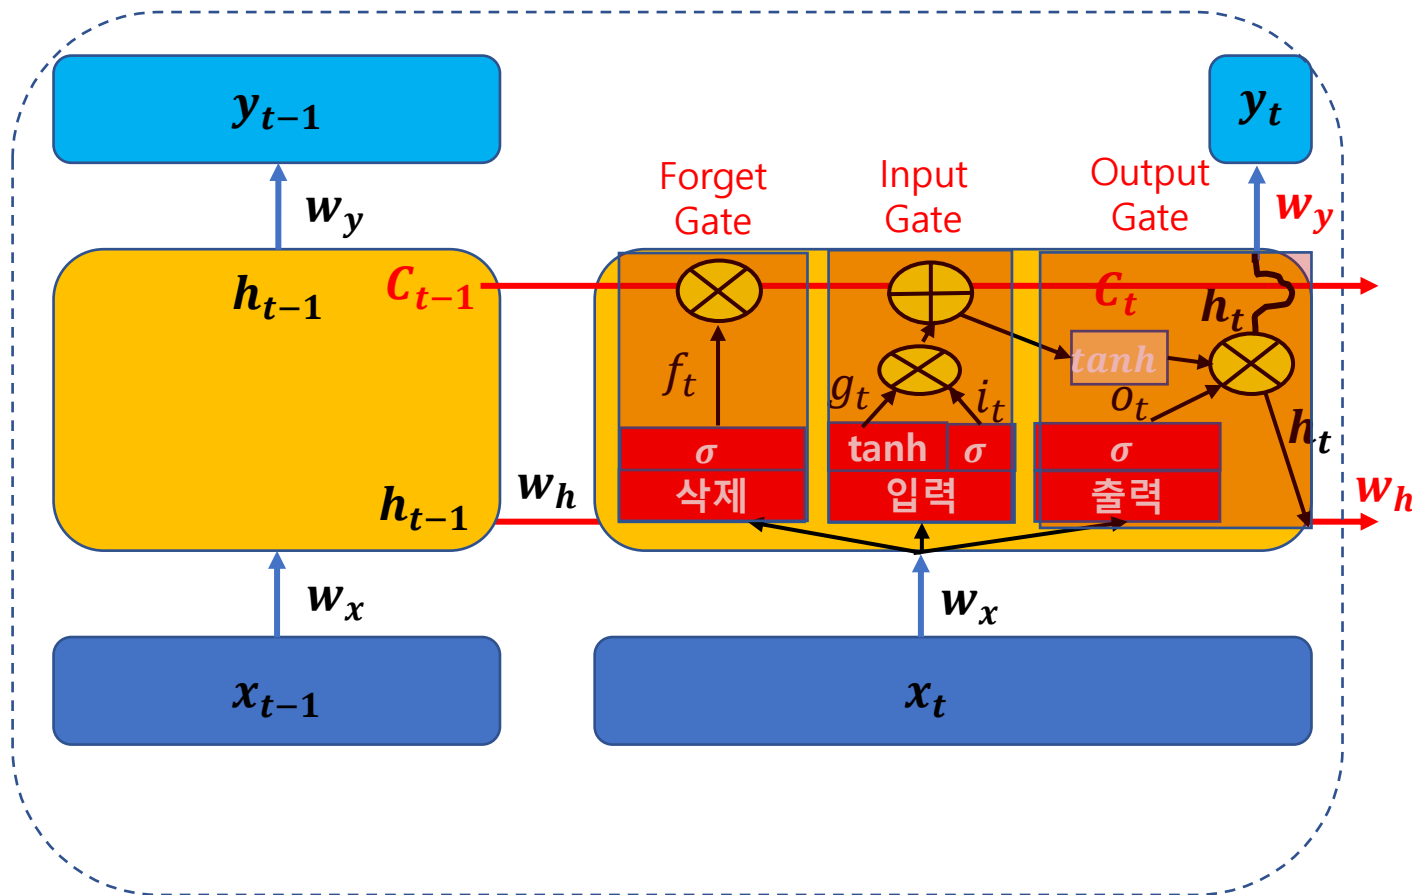 y_{t−1}
y_t
Forget
Gate
Input
Gate
Output
Gate
w_y
w_y
h_{t−1}
C_{t−1}
C_t
h_t
tanh
f_t
g_t
i_t
o_t
h_t
σ
tanh
σ
σ
삭제
입력
출력
h_{t−1}
w_h
w_h
w_x
w_x
x_{t−1}
x_t